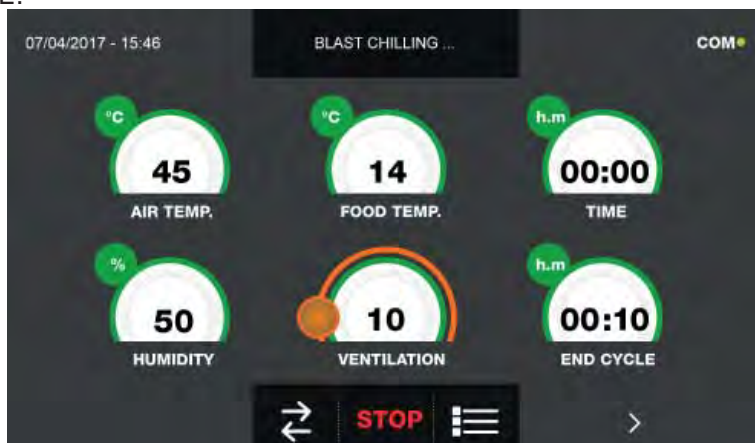 07/04/2017 - 15:46 BLAST CHILLING ... COM
°C °C h.m
45 14 00:00
AIR TEMP. FOOD TEMP. TIME
% h.m
50 10 00:10
HUMIDITY VENTILATION END CYCLE
STOP